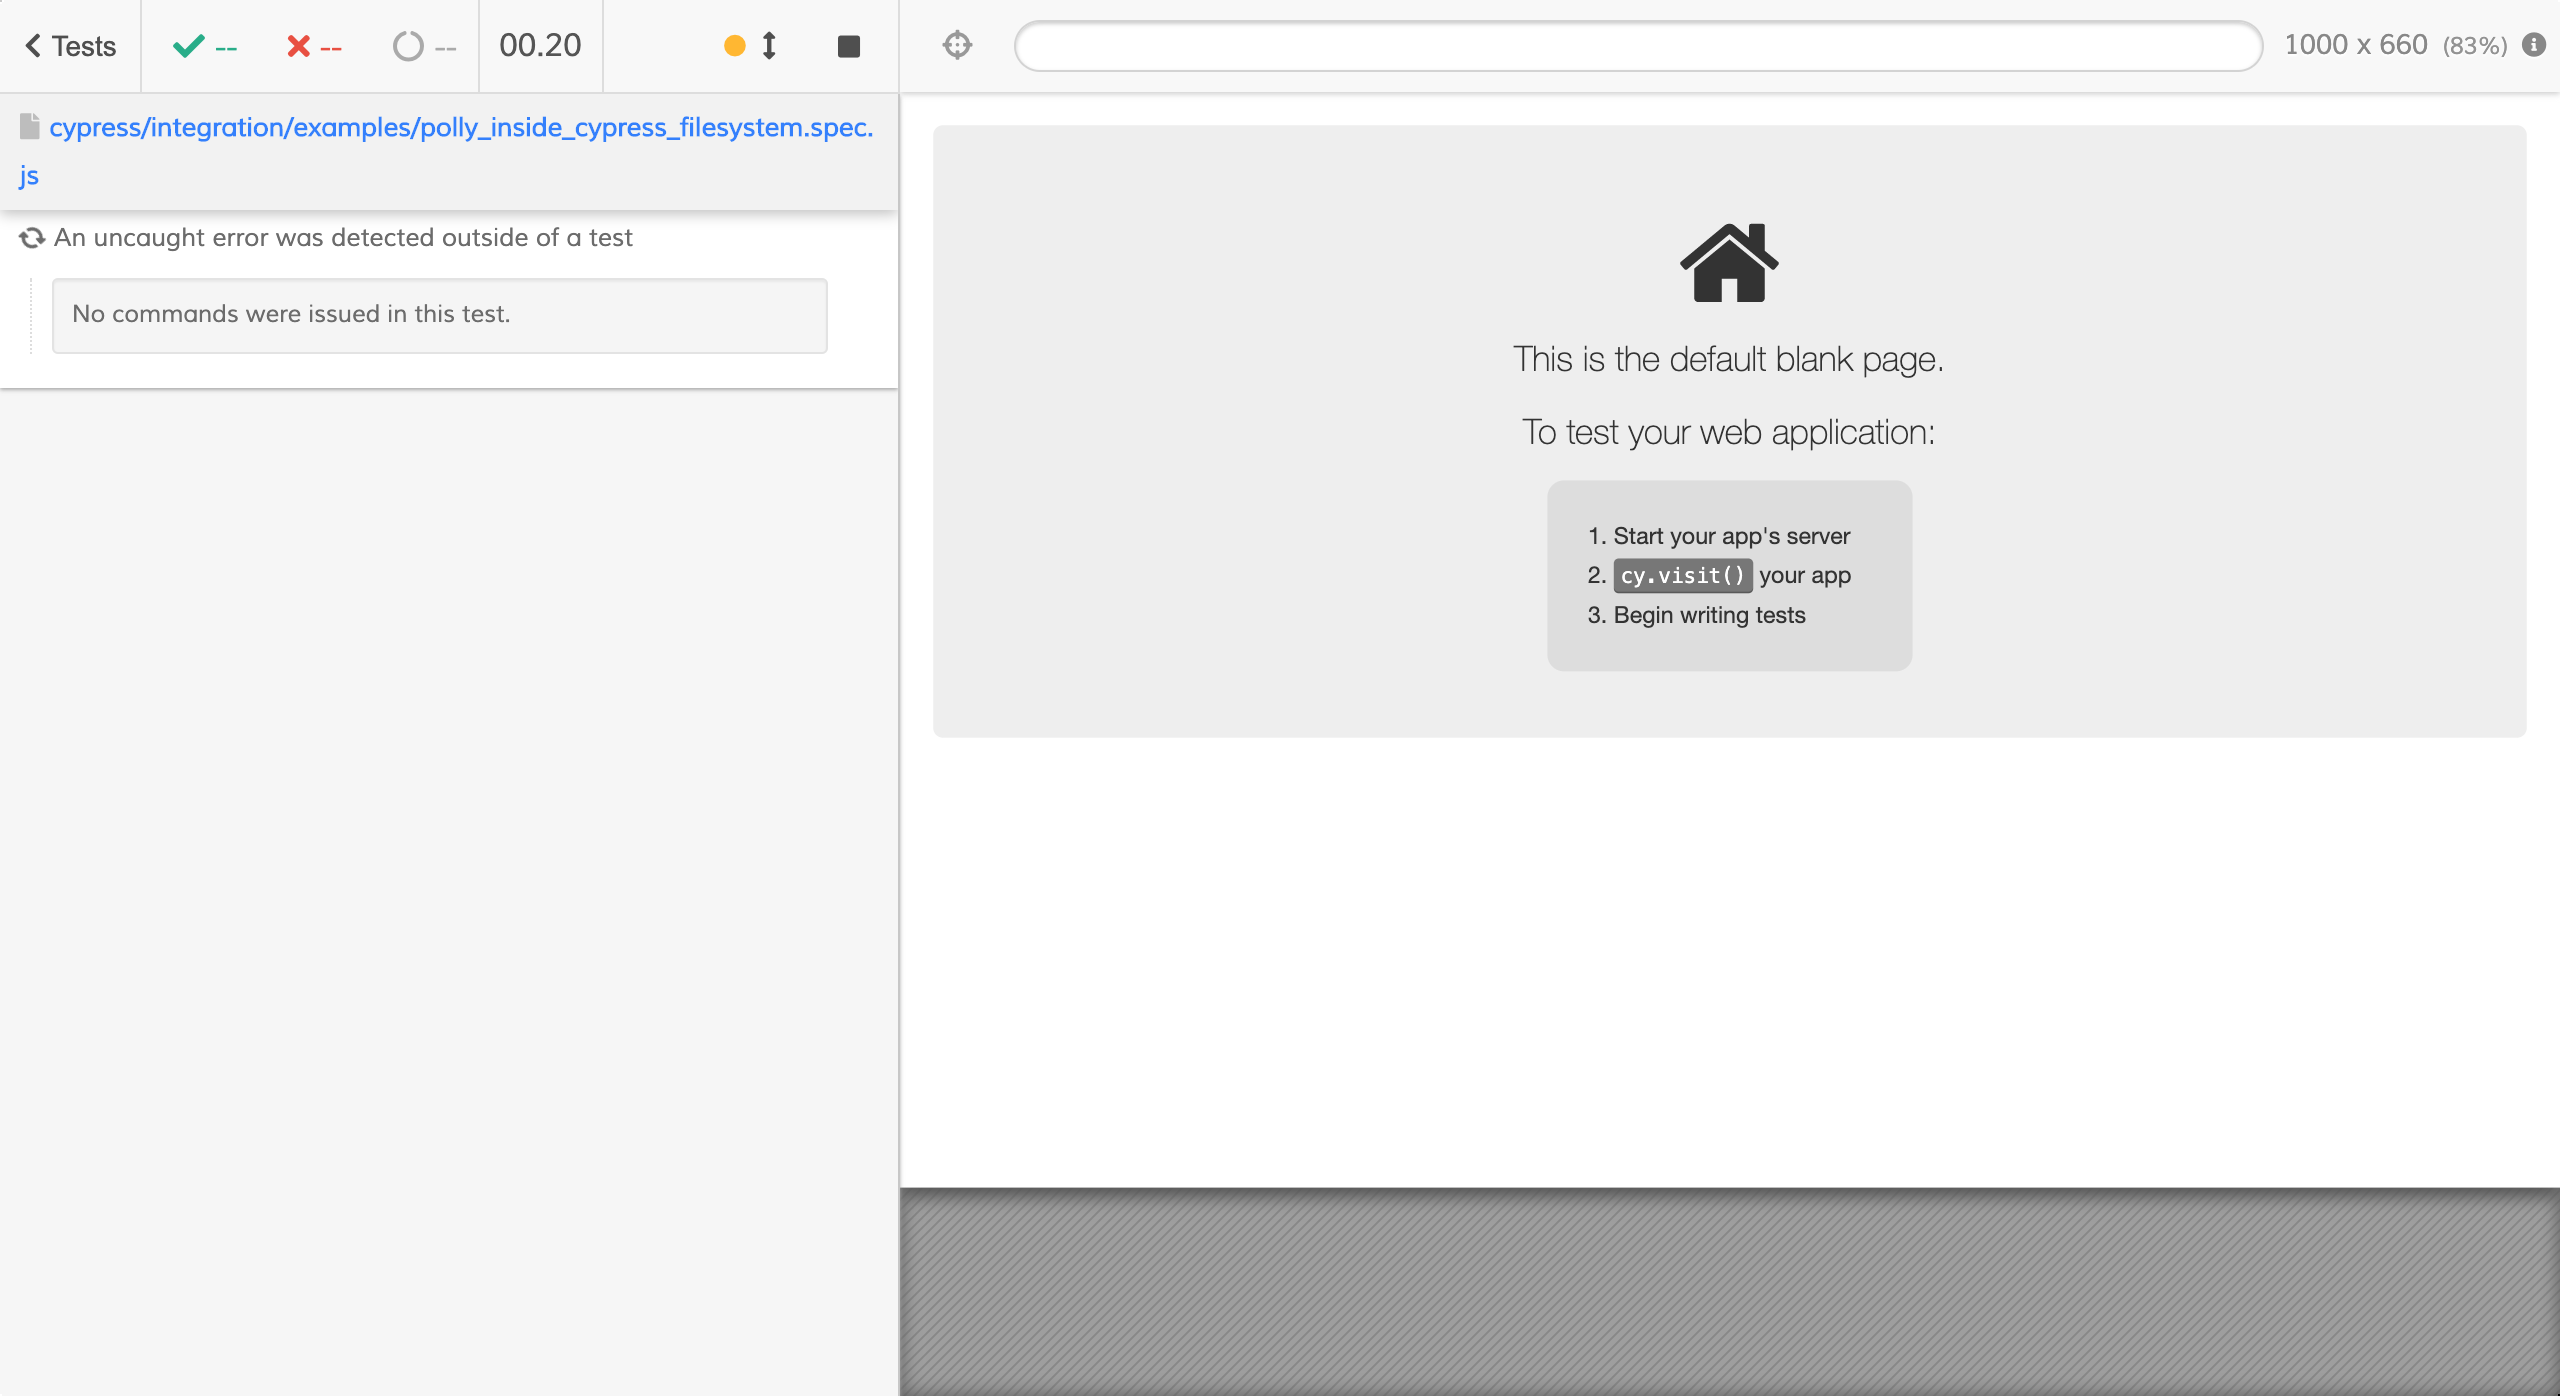 Tests
--
--
--
00.20
1000 x 660 (83%)
cypress/integration/examples/polly_inside_cypress_filesystem.spec.
js
An uncaught error was detected outside of a test
No commands were issued in this test.
This is the default blank page.
To test your web application:
1. Start your app's server
2. cy.visit() your app
3. Begin writing tests